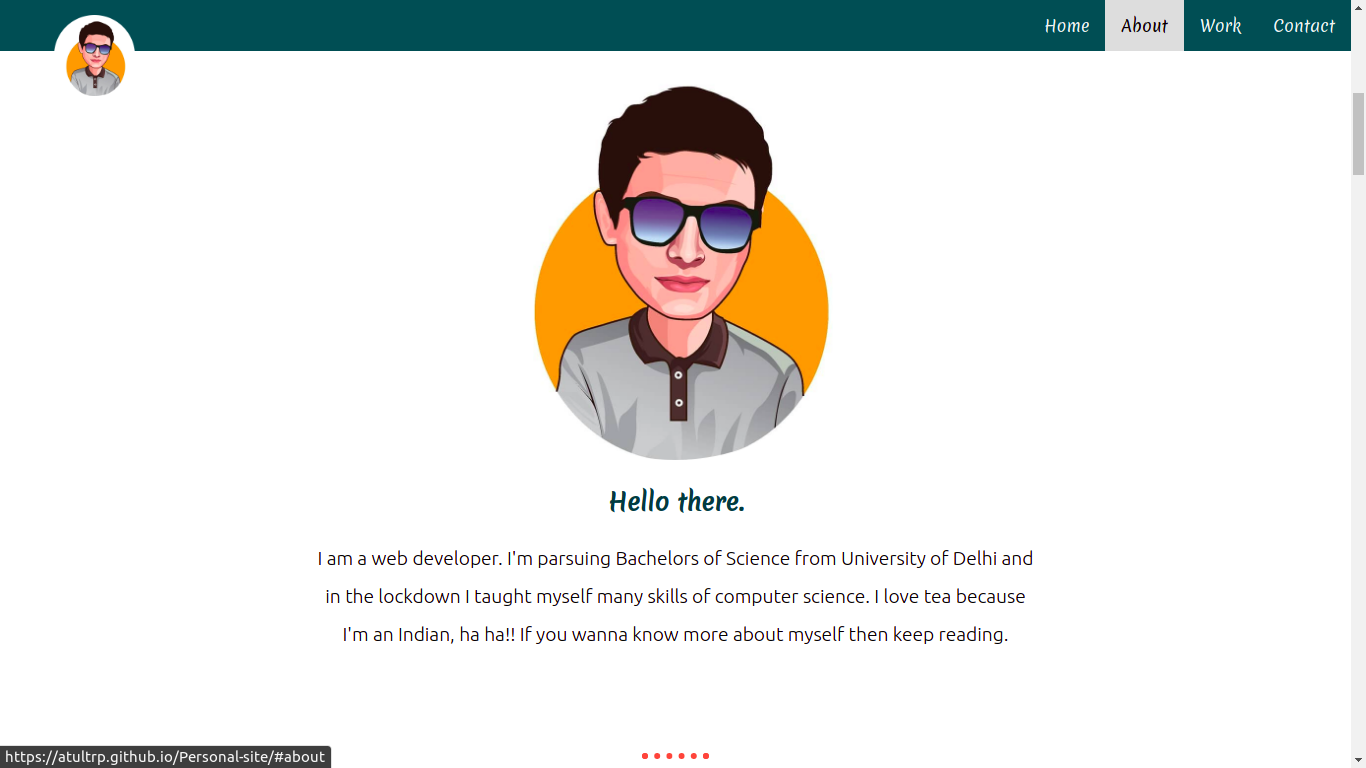 Home About Work Contact
Hello there.
I am a web developer. I'm parsuing Bachelors of Science from University of Delhi and
in the lockdown I taught myself many skills of computer science. I love tea because
I'm an Indian, ha ha!! If you wanna know more about myself then keep reading.
https://atultrp.github.io/Personal-site/#about